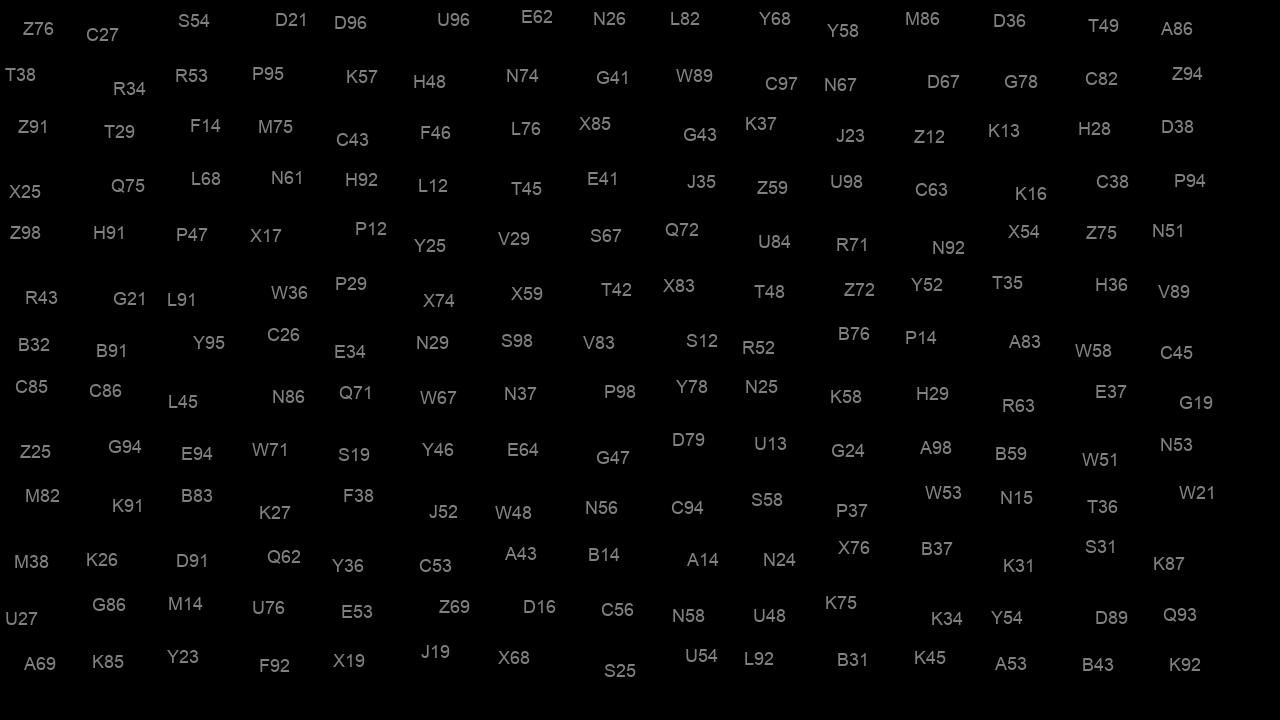 Z76 C27 S54 D21 D96 U96 E62 N26 L82 Y68 Y58 M86 D36 T49 A86
T38 R34 R53 P95 K57 H48 N74 G41 W89 C97 N67 D67 G78 C82 Z94
Z91 T29 F14 M75 C43 F46 L76 X85 G43 K37 J23 Z12 K13 H28 D38
X25 Q75 L68 N61 H92 L12 T45 E41 J35 Z59 U98 C63 K16 C38 P94
Z98 H91 P47 X17 P12 Y25 V29 S67 Q72 U84 R71 N92 X54 Z75 N51
R43 G21 L91 W36 P29 X74 X59 T42 X83 T48 Z72 Y52 T35 H36 V89
B32 B91 Y95 C26 E34 N29 S98 V83 S12 R52 B76 P14 A83 W58 C45
C85 C86 L45 N86 Q71 W67 N37 P98 Y78 N25 K58 H29 R63 E37 G19
Z25 G94 E94 W71 S19 Y46 E64 G47 D79 U13 G24 A98 B59 W51 N53
M82 K91 B83 K27 F38 J52 W48 N56 C94 S58 P37 W53 N15 T36 W21
M38 K26 D91 Q62 Y36 C53 A43 B14 A14 N24 X76 B37 K31 S31 K87
U27 G86 M14 U76 E53 Z69 D16 C56 N58 U48 K75 K34 Y54 D89 Q93
A69 K85 Y23 F92 X19 J19 X68 S25 U54 L92 B31 K45 A53 B43 K92